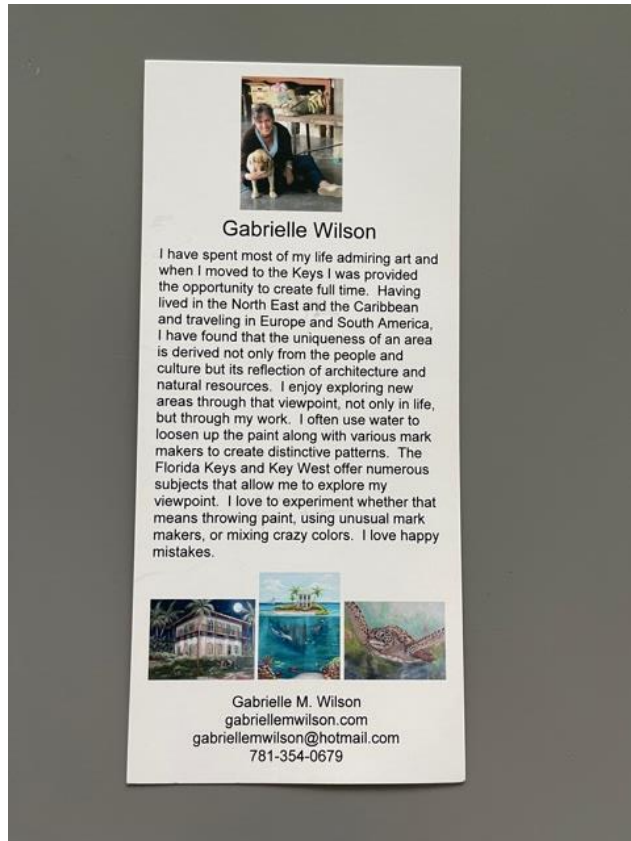 Gabrielle Wilson
I have spent most of my life admiring art and
when I moved to the Keys I was provided
the opportunity to create full time.  Having
lived in the North East and the Caribbean
and traveling in Europe and South America,
I have found that the uniqueness of an area
is derived not only from the people and
culture but its reflection of architecture and
natural resources.  I enjoy exploring new
areas through that viewpoint, not only in life,
but through my work.  I often use water to
loosen up the paint along with various mark
makers to create distinctive patterns.  The
Florida Keys and Key West offer numerous
subjects that allow me to explore my
viewpoint.  I love to experiment whether that
means throwing paint, using unusual mark
makers, or mixing crazy colors.  I love happy
mistakes.
Gabrielle M. Wilson
gabriellemwilson.com
gabriellemwilson@hotmail.com
781-354-0679